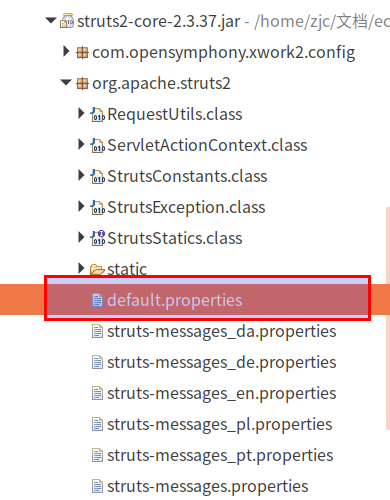 struts2-core-2.3.37.jar - /home/zjc/文档/ec
com.opensymphony.xwork2.config
org.apache.struts2
RequestUtils.class
ServletActionContext.class
StrutsConstants.class
StrutsException.class
StrutsStatics.class
static
default.properties
struts-messages_da.properties
struts-messages_de.properties
struts-messages_en.properties
struts-messages_pl.properties
struts-messages_pt.properties
struts-messages.properties